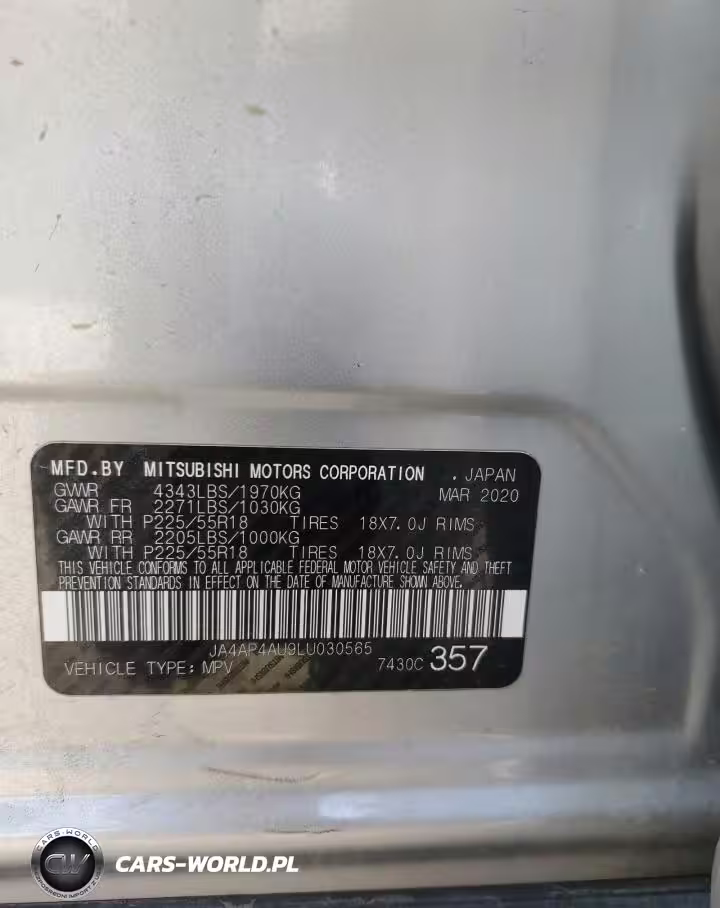 MFD.BY MITSUBISHI MOTORS CORPORATION . JAPAN
GVWR 4343LBS/1970KG MAR 2020
GAWR FR 2271LBS/1030KG
WITH P225/55R18 TIRES 18X7.0J RIMS
GAWR RR 2205LBS/1000KG
WITH P225/55R18 TIRES 18X7.0J RIMS
THIS VEHICLE CONFORMS TO ALL APPLICABLE FEDERAL MOTOR VEHICLE SAFETY AND THEFT
PREVENTION STANDARDS IN EFFECT ON THE DATE OF MANUFACTURE SHOWN ABOVE.
JA4AP4AU9LU030565
VEHICLE TYPE: MPV 7430C 357
CARS-WORLD
CW
CARS-WORLD.PL